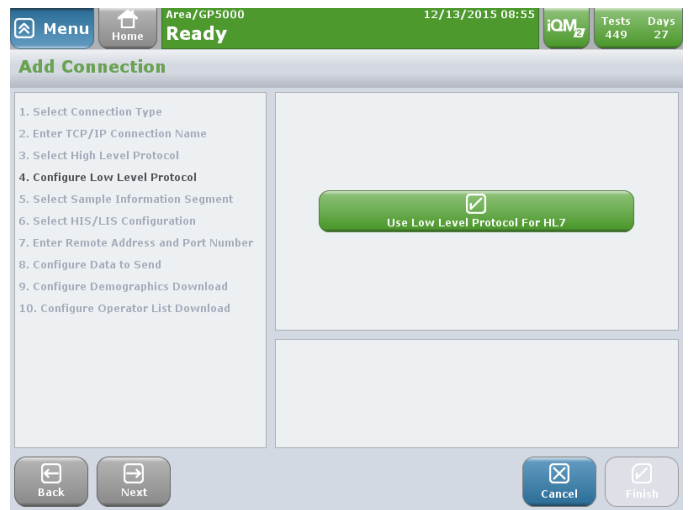 Menu
Home
Area/GP5000
Ready
12/13/2015 08:55
iQM2
Tests Days
449 27
Add Connection
1. Select Connection Type
2. Enter TCP/IP Connection Name
3. Select High Level Protocol
4. Configure Low Level Protocol
5. Select Sample Information Segment
6. Select HIS/LIS Configuration
7. Enter Remote Address and Port Number
8. Configure Data to Send
9. Configure Demographics Download
10. Configure Operator List Download
Use Low Level Protocol For HL7
Back
Next
Cancel
Finish